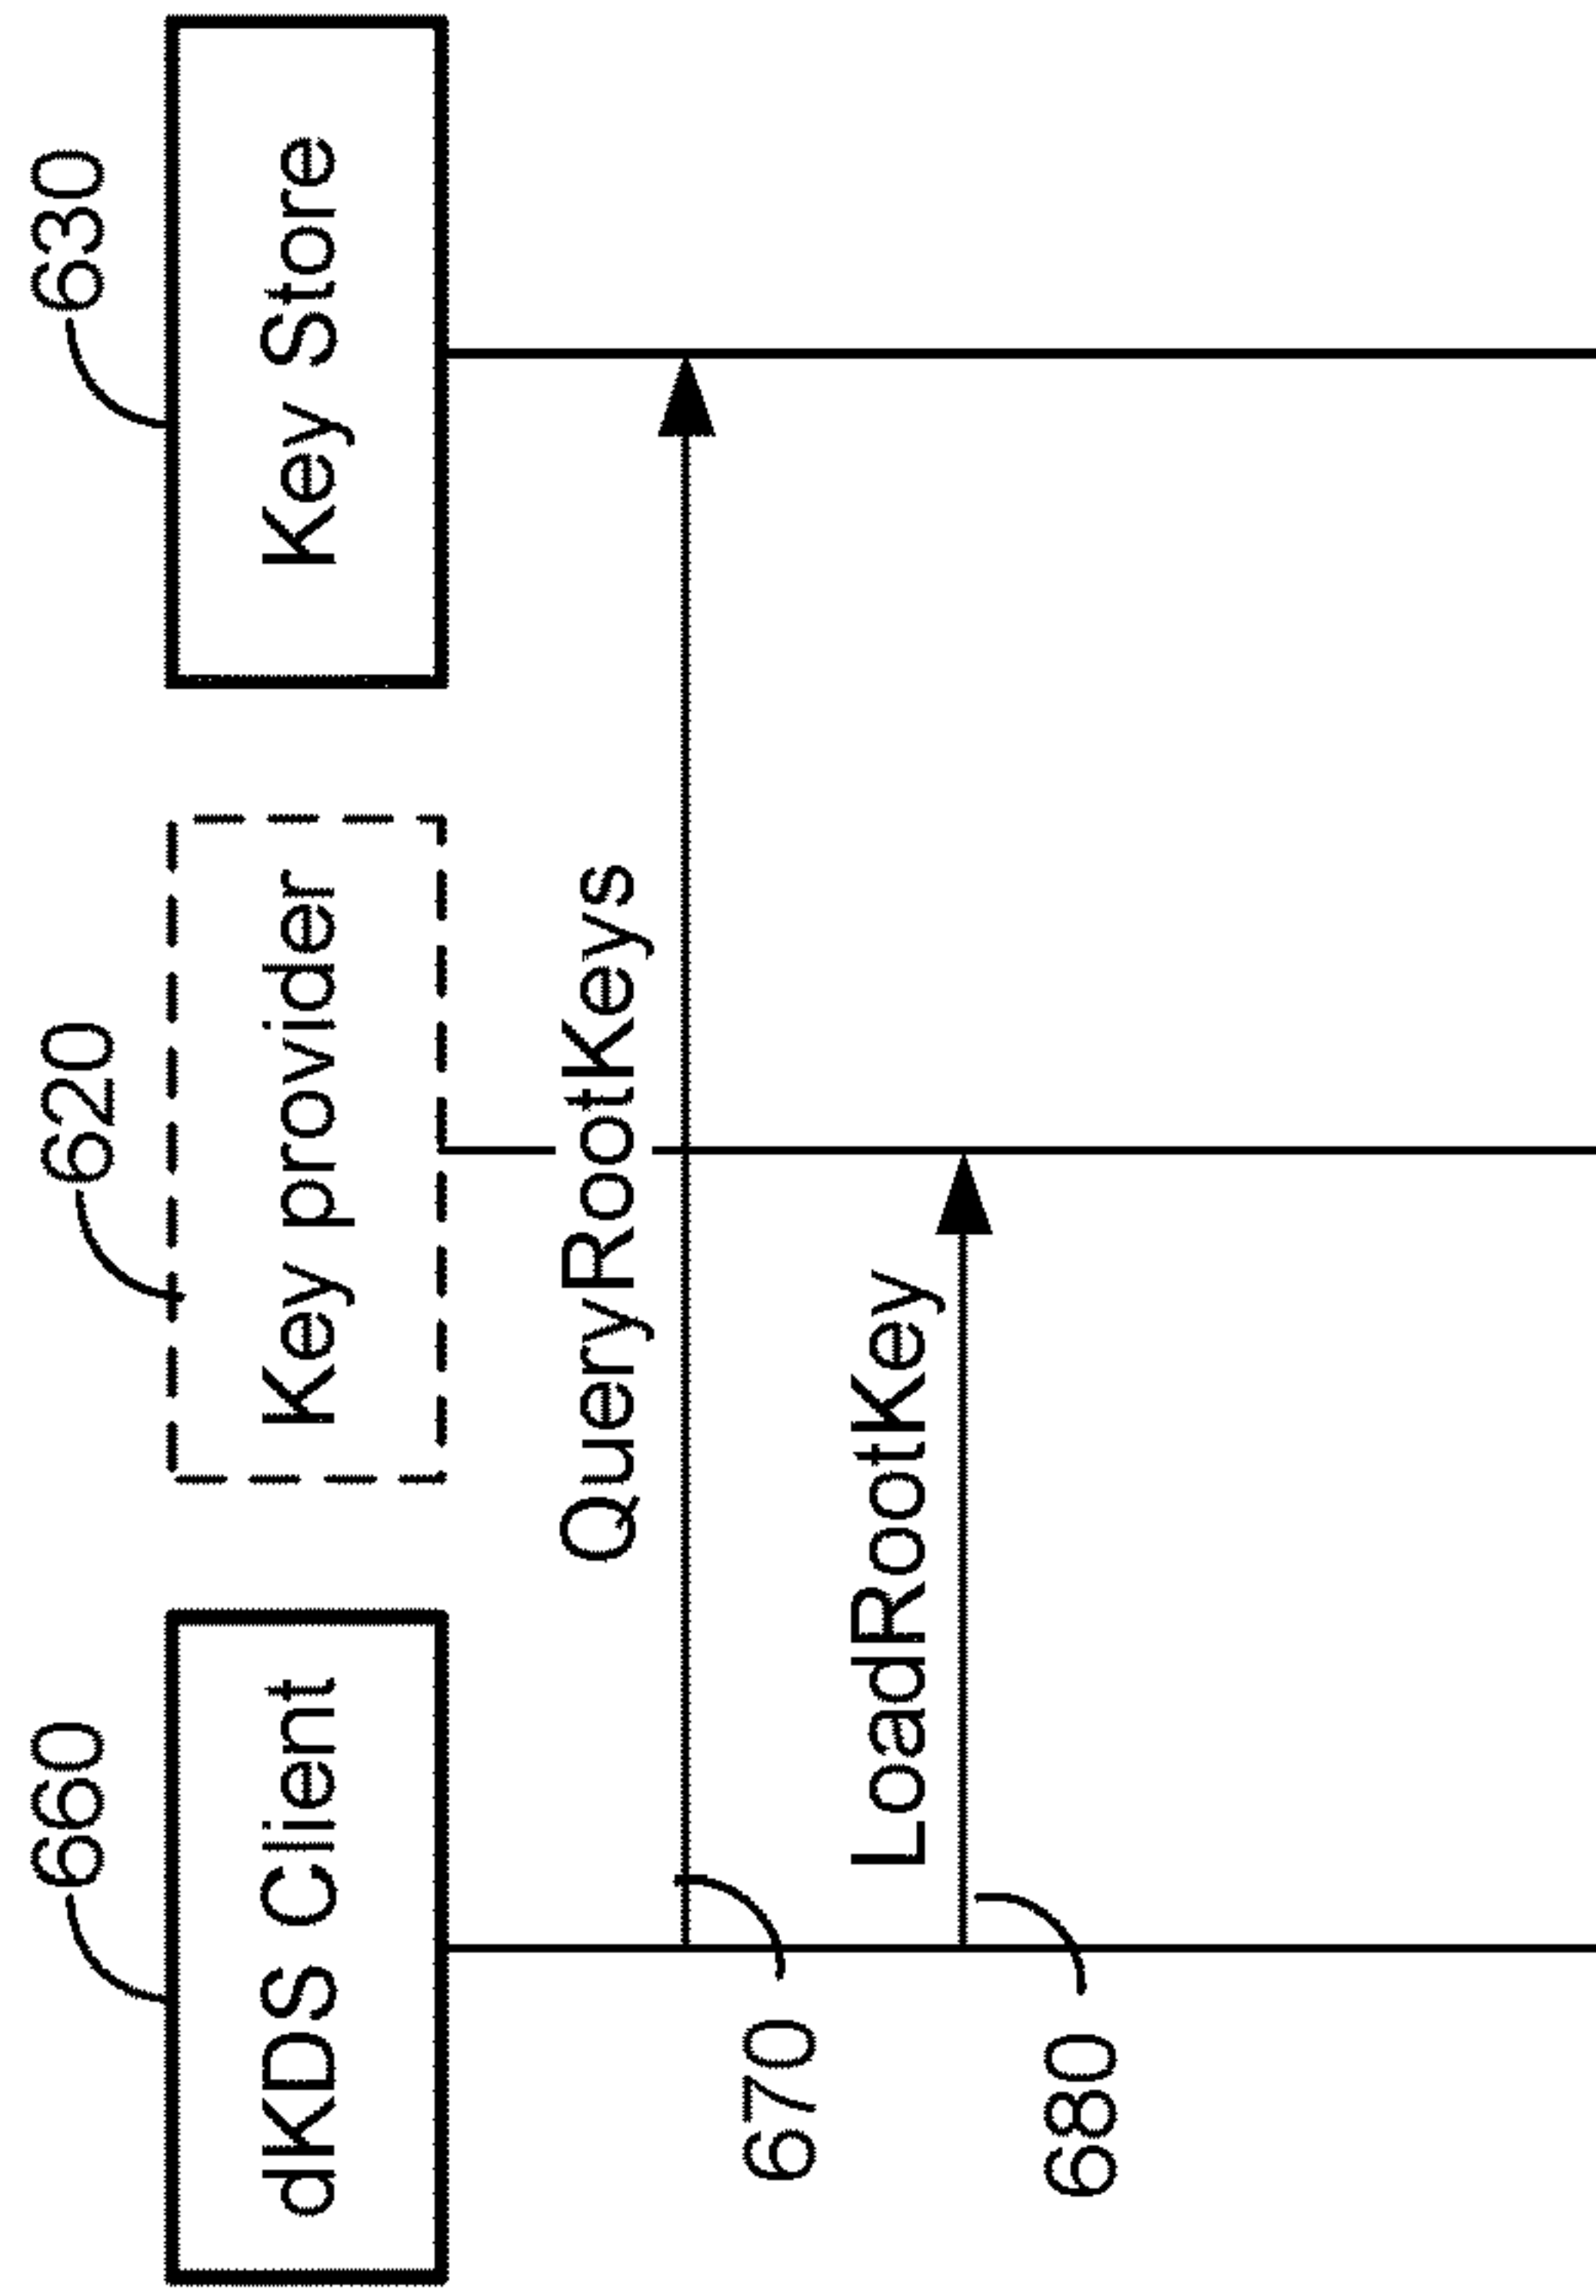 660
620
630
dKDS Client
Key provider
Key Store
QueryRootKeys
670
LoadRootKey
680